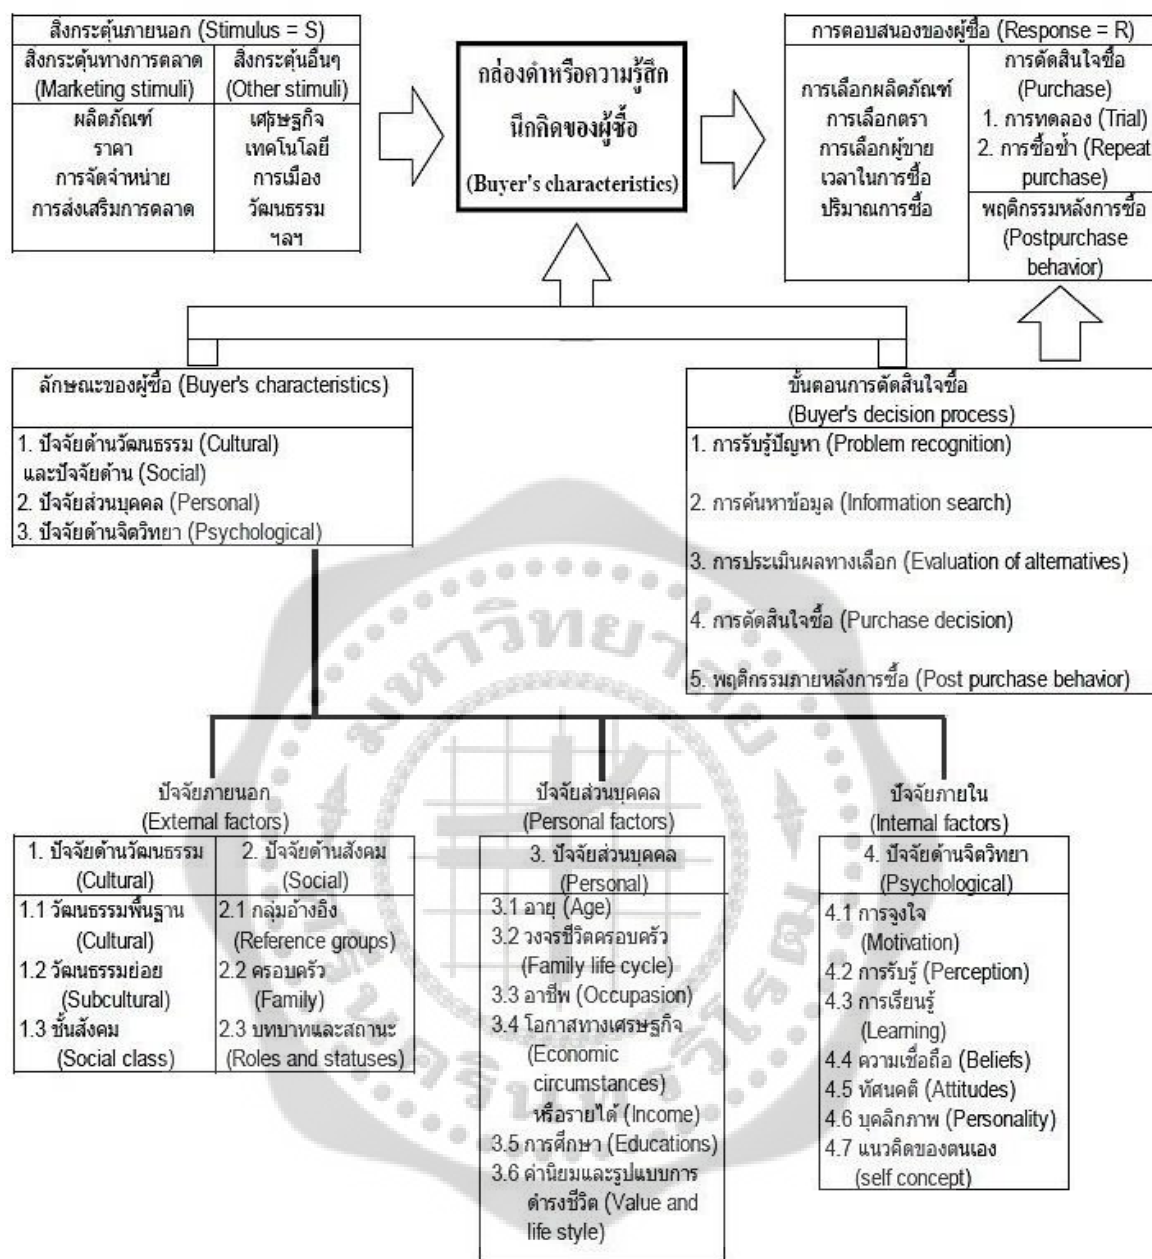 สิ่งกระตุ้นภายนอก (Stimulus = S)
สิ่งกระตุ้นทางการตลาด
(Marketing stimuli)
ผลิตภัณฑ์
ราคา
การจัดจำหน่าย
การส่งเสริมการตลาด
สิ่งกระตุ้นอื่นๆ
(Other stimuli)
เศรษฐกิจ
เทคโนโลยี
การเมือง
วัฒนธรรม
ฯลฯ
กล่องดำหรือความรู้สึก
นึกคิดของผู้ซื้อ
(Buyer's characteristics)
การตอบสนองของผู้ซื้อ (Response = R)
การเลือกผลิตภัณฑ์
การเลือกตรา
การเลือกผู้ขาย
เวลาในการซื้อ
ปริมาณการซื้อ
การตัดสินใจซื้อ
(Purchase)
1. การทดลอง (Trial)
2. การซื้อซ้ำ (Repeat
purchase)
พฤติกรรมหลังการซื้อ
(Postpurchase
behavior)
ลักษณะของผู้ซื้อ (Buyer's characteristics)
1. ปัจจัยด้านวัฒนธรรม (Cultural)
และปัจจัยด้าน (Social)
2. ปัจจัยส่วนบุคคล (Personal)
3. ปัจจัยด้านจิตวิทยา (Psychological)
ขั้นตอนการตัดสินใจซื้อ
(Buyer's decision process)
1. การรับรู้ปัญหา (Problem recognition)
2. การค้นหาข้อมูล (Information search)
3. การประเมินผลทางเลือก (Evaluation of alternatives)
4. การตัดสินใจซื้อ (Purchase decision)
5. พฤติกรรมภายหลังการซื้อ (Post purchase behavior)
ปัจจัยภายนอก
(External factors)
1. ปัจจัยด้านวัฒนธรรม
(Cultural)
1.1 วัฒนธรรมพื้นฐาน
(Cultural)
1.2 วัฒนธรรมย่อย
(Subcultural)
1.3 ชั้นสังคม
(Social class)
2. ปัจจัยด้านสังคม
(Social)
2.1 กลุ่มอ้างอิง
(Reference groups)
2.2 ครอบครัว
(Family)
2.3 บทบาทและสถานะ
(Roles and statuses)
ปัจจัยส่วนบุคคล
(Personal factors)
3. ปัจจัยส่วนบุคคล
(Personal)
3.1 อายุ (Age)
3.2 วงจรชีวิตครอบครัว
(Family life cycle)
3.3 อาชีพ (Occupasion)
3.4 โอกาสทางเศรษฐกิจ
(Economic
circumstances)
หรือรายได้ (Income)
3.5 การศึกษา (Educations)
3.6 ค่านิยมและรูปแบบการ
ดำรงชีวิต (Value and
life style)
ปัจจัยภายใน
(Internal factors)
4. ปัจจัยด้านจิตวิทยา
(Psychological)
4.1 การจูงใจ
(Motivation)
4.2 การรับรู้ (Perception)
4.3 การเรียนรู้
(Learning)
4.4 ความเชื่อถือ (Beliefs)
4.5 ทัศนคติ (Attitudes)
4.6 บุคลิกภาพ (Personality)
4.7 แนวคิดของตนเอง
(self concept)
มหาวิทยาลัย
ศรีนครินทรวิโรฒ